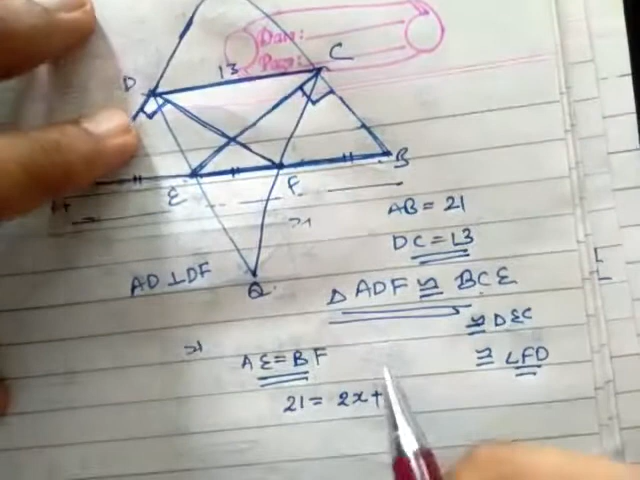 Date:
Page:
D
13
C
B
E
F
AB = 21
DC = 13
AD ⊥ DF
Q
Δ ADF ≅ BCE
≅ DEC
≅ CFD
AE = BF
21 = 2x+